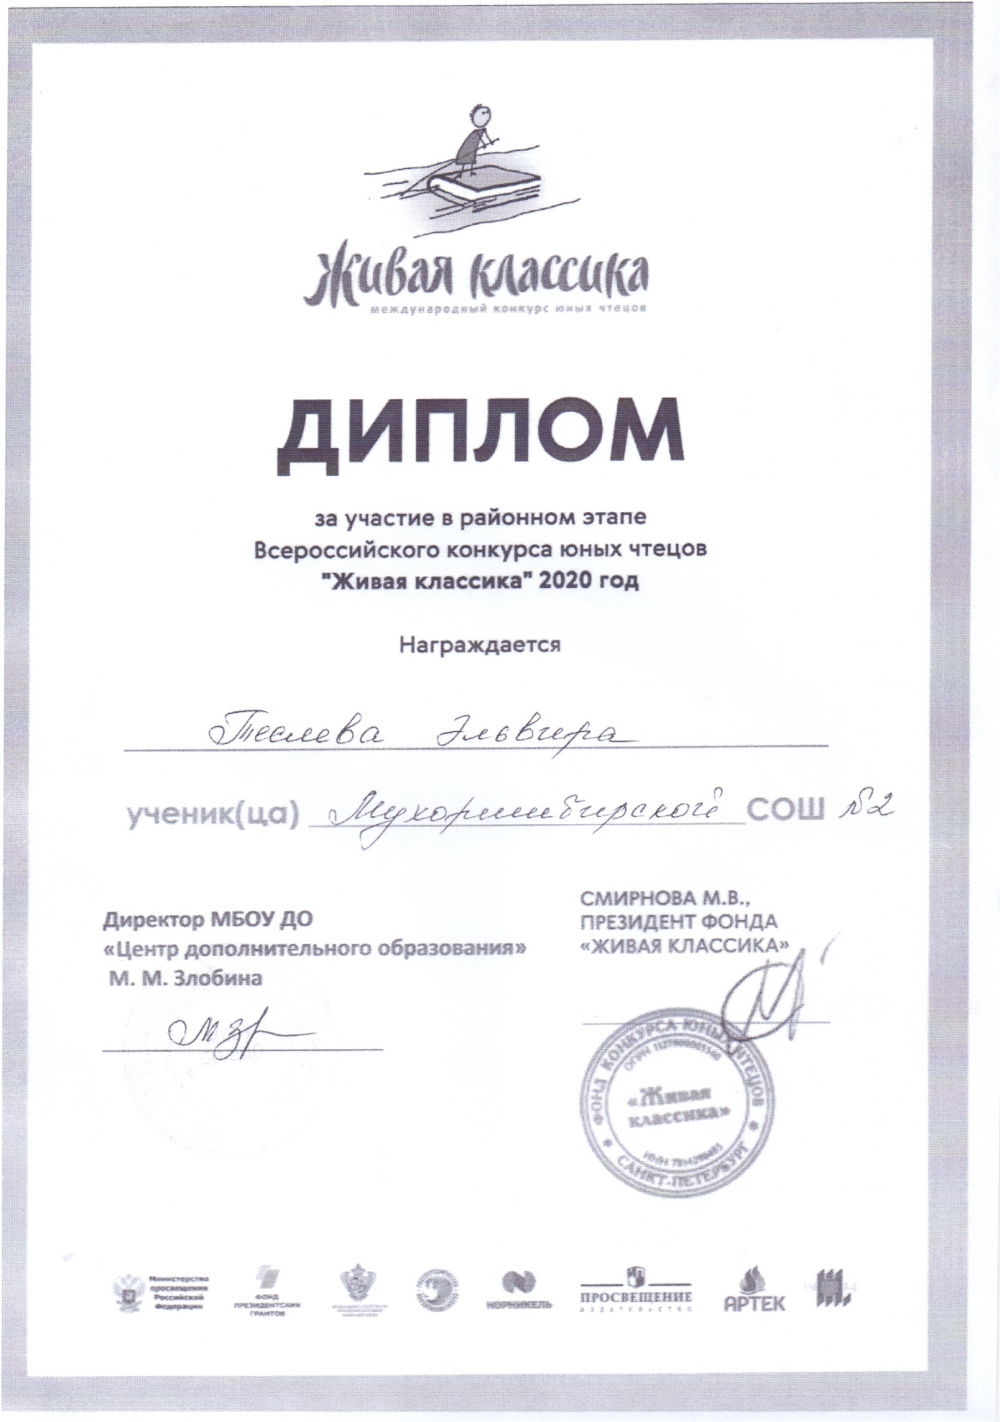 Живая классика
международный конкурс юных чтецов
ДИПЛОМ
за участие в районном этапе
Всероссийского конкурса юных чтецов
"Живая классика" 2020 год
Награждается
Теслева Эльвира
ученик(ца) Мухоршибирской СОШ №2
Директор МБОУ ДО
«Центр дополнительного образования»
М. М. Злобина
СМИРНОВА М.В.,
ПРЕЗИДЕНТ ФОНДА
«ЖИВАЯ КЛАССИКА»
ФОНД КОНКУРСА ЮНЫХ ЧТЕЦОВ
«Живая
классика»
САНКТ-ПЕТЕРБУРГ
Министерство
просвещения
Российской
Федерации
ФОНД
ПРЕЗИДЕНТСКИХ
ГРАНТОВ
НОРНИКЕЛЬ
ПРОСВЕЩЕНИЕ
ИЗДАТЕЛЬСТВО
АРТЕК